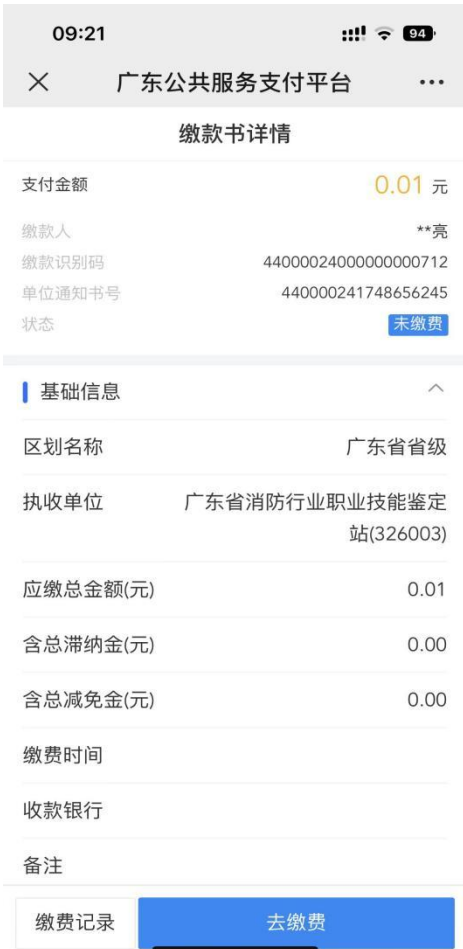 09:21
94
广东公共服务支付平台
缴款书详情
支付金额 0.01 元
缴款人 **亮
缴款识别码 44000024000000000712
单位通知书号 440000241748656245
状态 未缴费
基础信息
区划名称 广东省省级
执收单位 广东省消防行业职业技能鉴定
站(326003)
应缴总金额(元) 0.01
含总滞纳金(元) 0.00
含总减免金(元) 0.00
缴费时间
收款银行
备注
缴费记录 去缴费